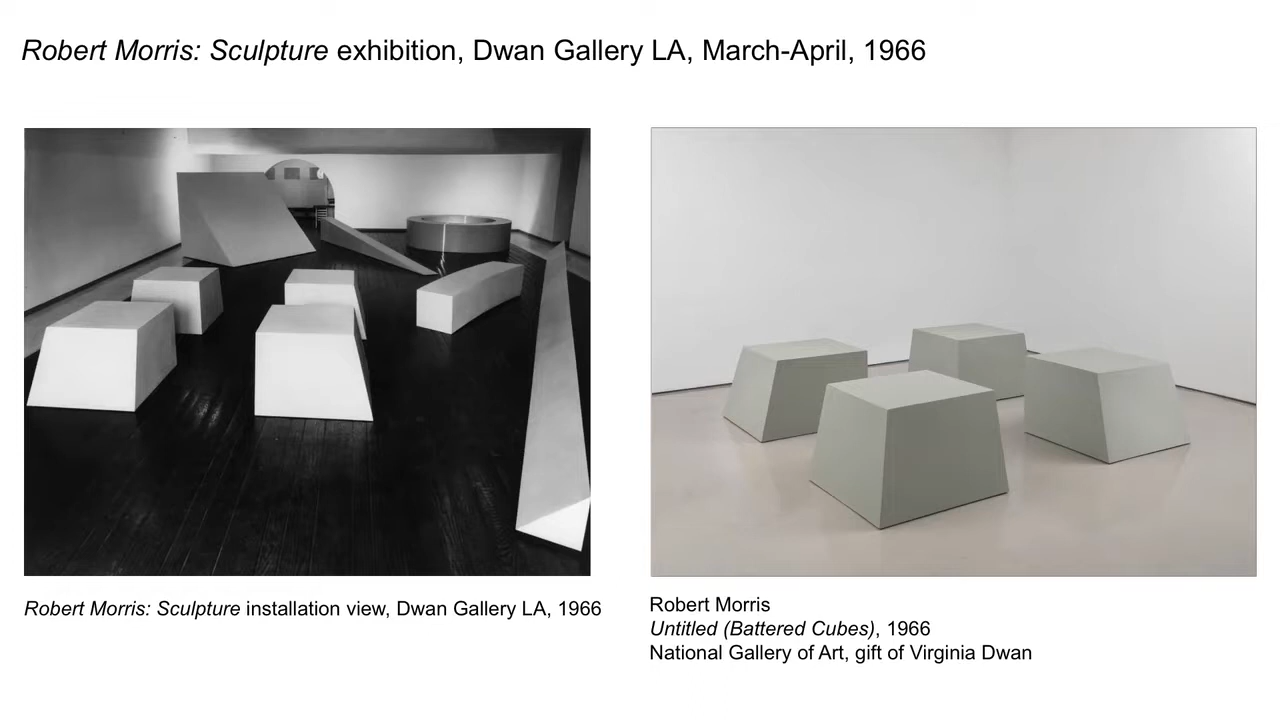 Robert Morris: Sculpture exhibition, Dwan Gallery LA, March-April, 1966
Robert Morris: Sculpture installation view, Dwan Gallery LA, 1966
Robert Morris
Untitled (Battered Cubes), 1966
National Gallery of Art, gift of Virginia Dwan